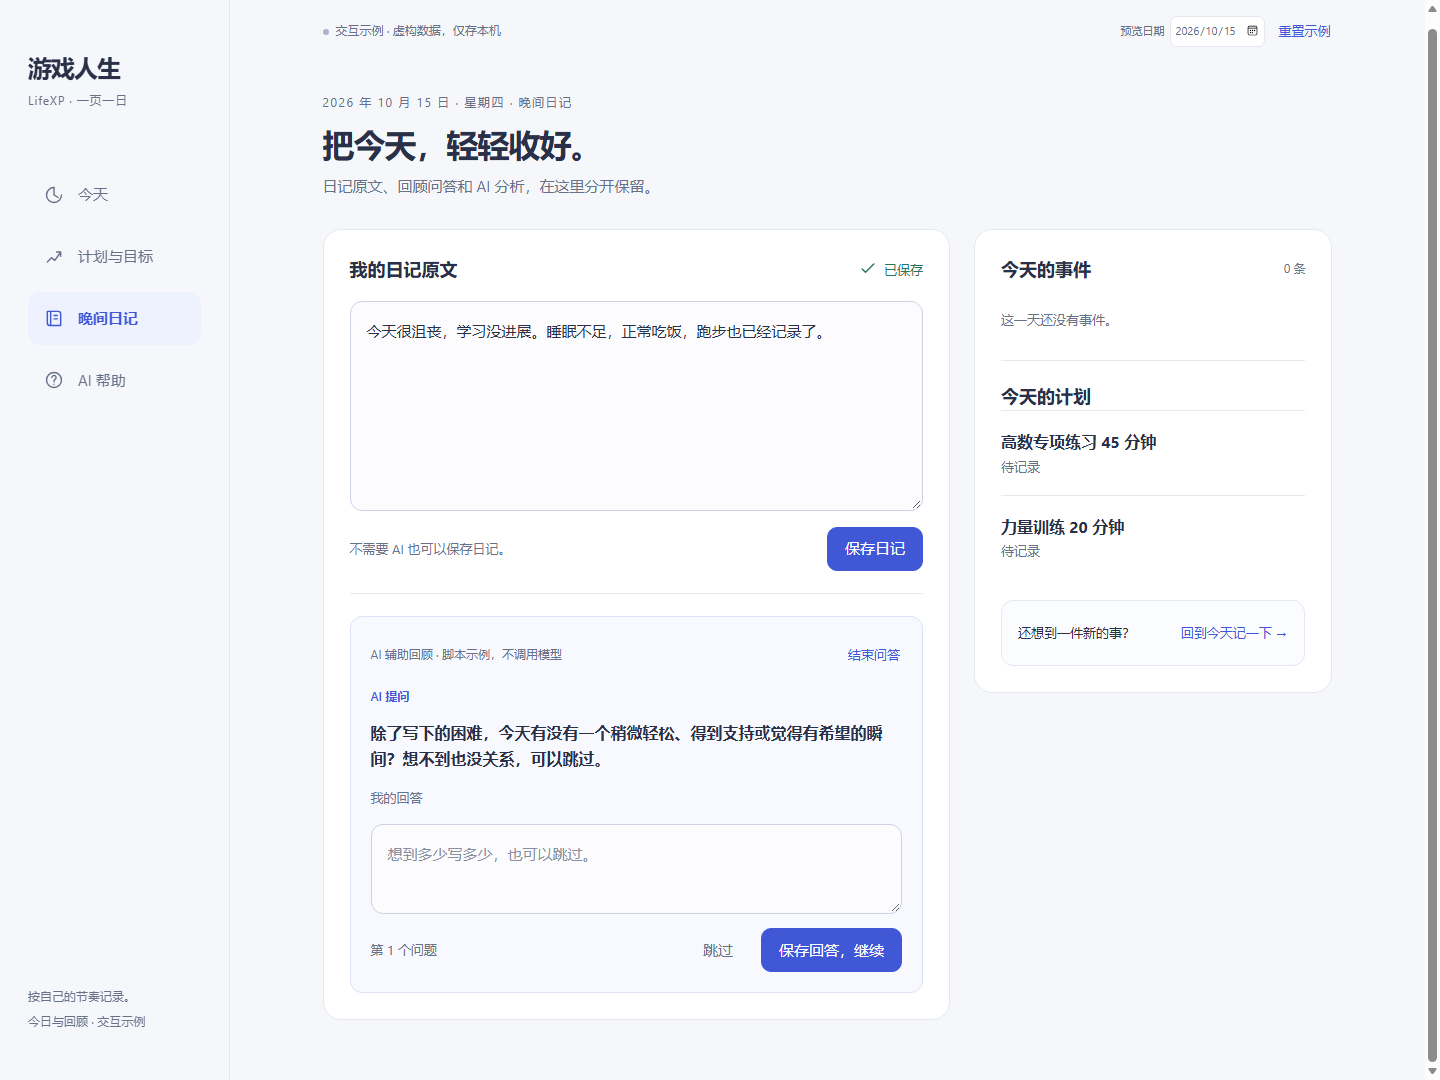 游戏人生
LifeXP · 一页一日
今天
计划与目标
晚间日记
AI 帮助
按自己的节奏记录。
今日与回顾 · 交互示例
交互示例 · 虚构数据，仅存本机
预览日期 2026/10/15 重置示例
2026 年 10 月 15 日 · 星期四 · 晚间日记
把今天，轻轻收好。
日记原文、回顾问答和 AI 分析，在这里分开保留。
我的日记原文 已保存
今天很沮丧，学习没进展。睡眠不足，正常吃饭，跑步也已经记录了。
不需要 AI 也可以保存日记。 保存日记
AI 辅助回顾 · 脚本示例，不调用模型 结束问答
AI 提问
除了写下的困难，今天有没有一个稍微轻松、得到支持或觉得有希望的瞬
间？想不到也没关系，可以跳过。
我的回答
想到多少写多少，也可以跳过。
第 1 个问题 跳过 保存回答，继续
今天的事件 0 条
这一天还没有事件。
今天的计划
高数专项练习 45 分钟
待记录
力量训练 20 分钟
待记录
还想到一件新的事？ 回到今天记一下 →